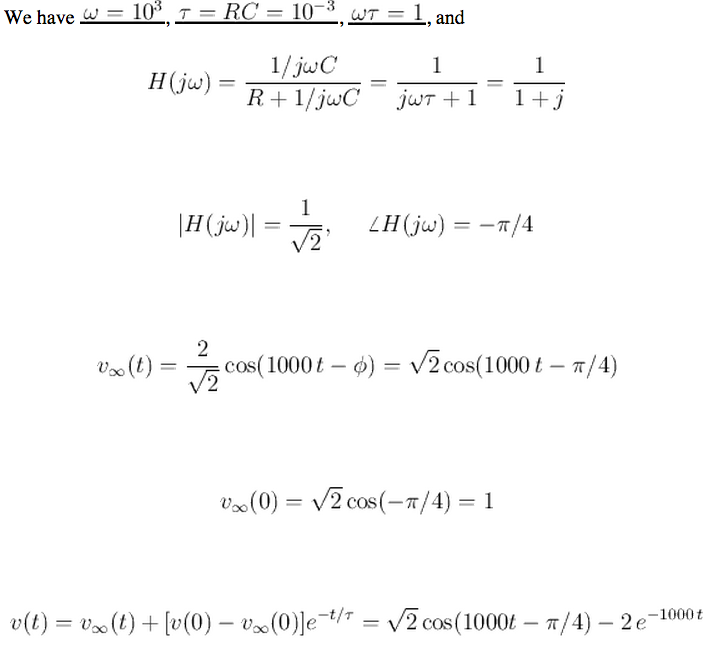 We have ω = 10³, τ = RC = 10⁻³, ωτ = 1, and
H(jω) = (1/jωC)/(R + 1/jωC) = 1/(jωτ + 1) = 1/(1 + j)
|H(jω)| = 1/√2, ∠H(jω) = −π/4
v∞(t) = 2/√2 cos(1000 t − ϕ) = √2 cos(1000 t − π/4)
v∞(0) = √2 cos(−π/4) = 1
v(t) = v∞(t) + [v(0) − v∞(0)]e^{−t/τ} = √2 cos(1000t − π/4) − 2 e^{−1000 t}